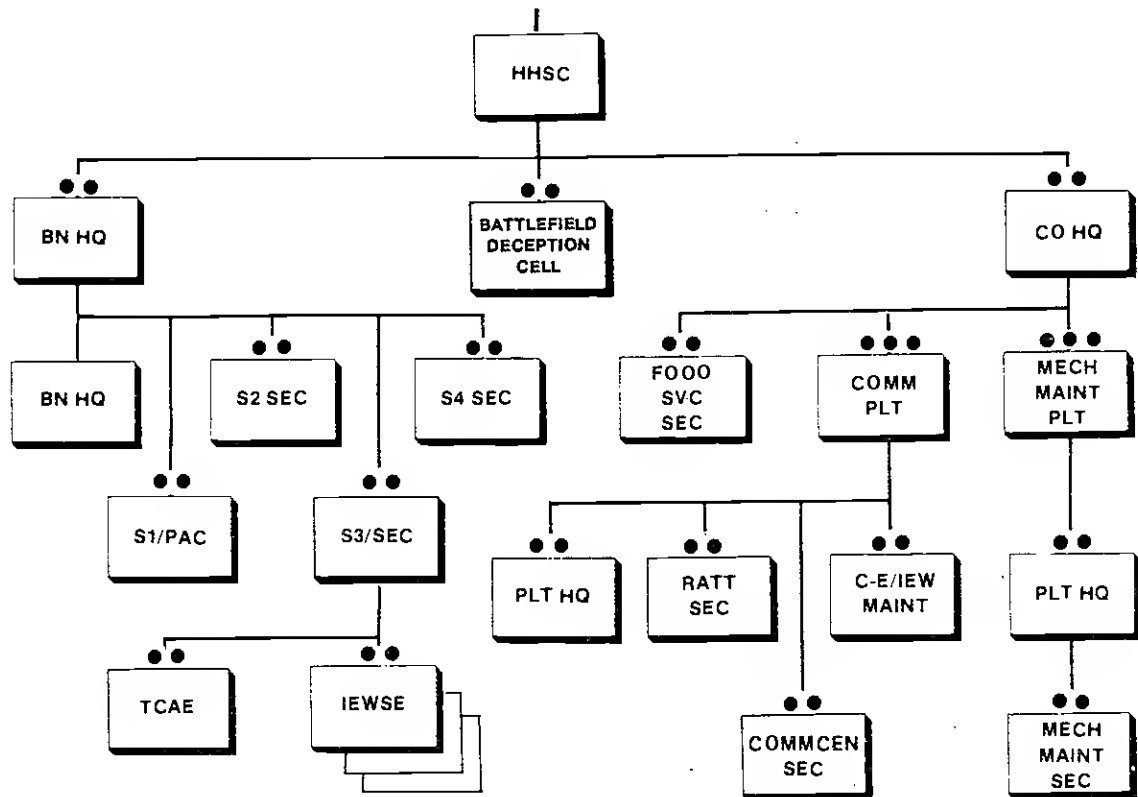 HHSC
BN HQ
BATTLEFIELD
DECEPTION
CELL
CO HQ
BN HQ
S2 SEC
S4 SEC
FOOO
SVC
SEC
COMM
PLT
MECH
MAINT
PLT
S1/PAC
S3/SEC
PLT HQ
RATT
SEC
C-E/IEW
MAINT
PLT HQ
TCAE
IEWSE
COMMCEN
SEC
MECH
MAINT
SEC